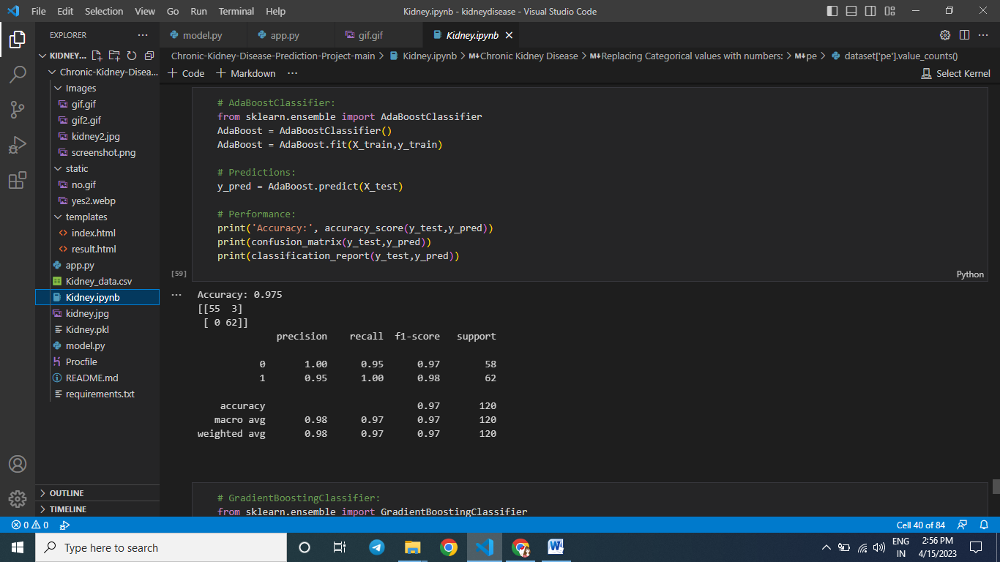 File Edit Selection View Go Run Terminal Help Kidney.ipynb - kidneydisease - Visual Studio Code
EXPLORER ...
model.py app.py gif.gif Kidney.ipynb
KIDNEY...
Chronic-Kidney-Disease-Prediction-Project-main > Kidney.ipynb > M↓Chronic Kidney Disease > M↓Replacing Categorical values with numbers: > M↓pe > dataset['pe'].value_counts()
+ Code + Markdown ... Select Kernel
Chronic-Kidney-Disea...
Images
gif.gif
gif2.gif
kidney2.jpg
screenshot.png
static
no.gif
yes2.webp
templates
index.html
result.html
app.py
Kidney_data.csv
Kidney.ipynb
kidney.jpg
Kidney.pkl
model.py
Procfile
README.md
requirements.txt
OUTLINE
TIMELINE
# AdaBoostClassifier:
from sklearn.ensemble import AdaBoostClassifier
AdaBoost = AdaBoostClassifier()
AdaBoost = AdaBoost.fit(X_train,y_train)
# Predictions:
y_pred = AdaBoost.predict(X_test)
# Performance:
print('Accuracy:', accuracy_score(y_test,y_pred))
print(confusion_matrix(y_test,y_pred))
print(classification_report(y_test,y_pred))
[59] Python
... Accuracy: 0.975
[[55 3]
[ 0 62]]
precision recall f1-score support
0 1.00 0.95 0.97 58
1 0.95 1.00 0.98 62
accuracy 0.97 120
macro avg 0.98 0.97 0.97 120
weighted avg 0.98 0.97 0.97 120
# GradientBoostingClassifier:
from sklearn.ensemble import GradientBoostingClassifier
0 0 Cell 40 of 84
Type here to search
ENG
IN
2:56 PM
4/15/2023